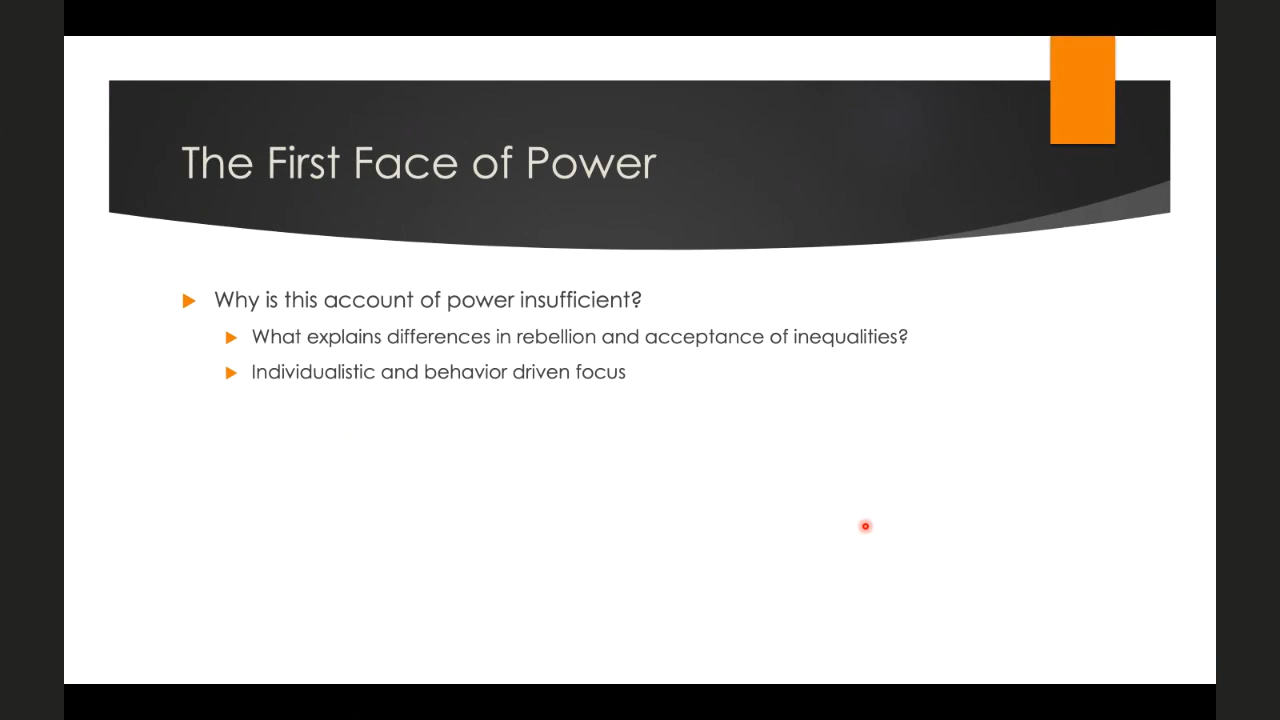 The First Face of Power
Why is this account of power insufficient?
What explains differences in rebellion and acceptance of inequalities?
Individualistic and behavior driven focus